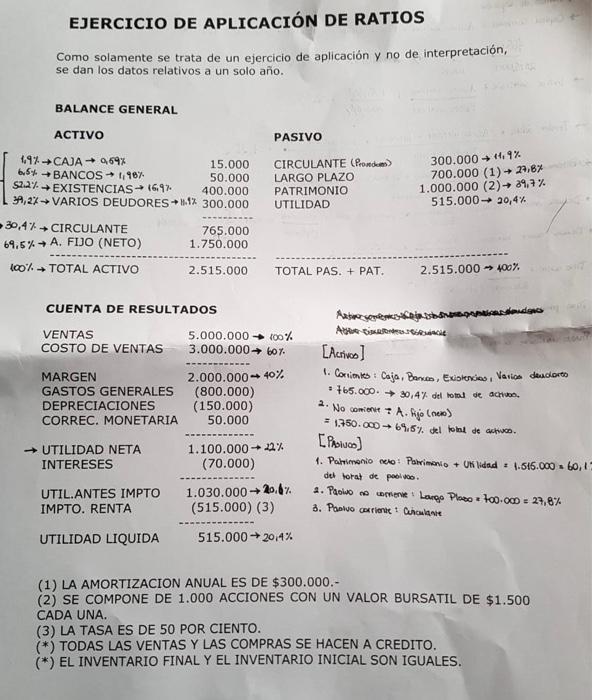 EJERCICIO DE APLICACIÓN DE RATIOS
Como solamente se trata de un ejercicio de aplicación y no de interpretación,
se dan los datos relativos a un solo año.
BALANCE GENERAL
ACTIVO PASIVO
1,9% → CAJA → 0,59% 15.000 CIRCULANTE 300.000 → 11,9%
6,5% → BANCOS → 1,98% 50.000 LARGO PLAZO 700.000 (1) → 27,8%
52,2% → EXISTENCIAS → 15,9% 400.000 PATRIMONIO 1.000.000 (2) → 39,7%
39,2% → VARIOS DEUDORES → 11,9% 300.000 UTILIDAD 515.000 → 20,4%
30,4% → CIRCULANTE 765.000
69,5% → A. FIJO (NETO) 1.750.000
100% → TOTAL ACTIVO 2.515.000 TOTAL PAS. + PAT. 2.515.000 → 100%
CUENTA DE RESULTADOS
VENTAS 5.000.000 → 100%
COSTO DE VENTAS 3.000.000 → 60%
MARGEN 2.000.000 → 40%
GASTOS GENERALES (800.000)
DEPRECIACIONES (150.000)
CORREC. MONETARIA 50.000
→ UTILIDAD NETA 1.100.000 → 22%
INTERESES (70.000)
UTIL.ANTES IMPTO 1.030.000 → 20,6%
IMPTO. RENTA (515.000) (3)
UTILIDAD LIQUIDA 515.000 → 20,4%
[Activos]
1. Corrientes: Caja, Bancos, Existencias, Varios deudores
= 765.000. → 30,4% del total de activos.
2. No corriente: A. Fijo (neto)
= 1.750.000 → 69,5% del total de activos.
[Pasivos]
1. Patrimonio neto: Patrimonio + Utilidad = 1.515.000 = 60,1
del total de pasivos.
2. Pasivo no corriente: Largo Plazo = 700.000 = 27,8%
3. Pasivo corriente: Circulante
(1) LA AMORTIZACION ANUAL ES DE $300.000.-
(2) SE COMPONE DE 1.000 ACCIONES CON UN VALOR BURSATIL DE $1.500
CADA UNA.
(3) LA TASA ES DE 50 POR CIENTO.
(*) TODAS LAS VENTAS Y LAS COMPRAS SE HACEN A CREDITO.
(*) EL INVENTARIO FINAL Y EL INVENTARIO INICIAL SON IGUALES.